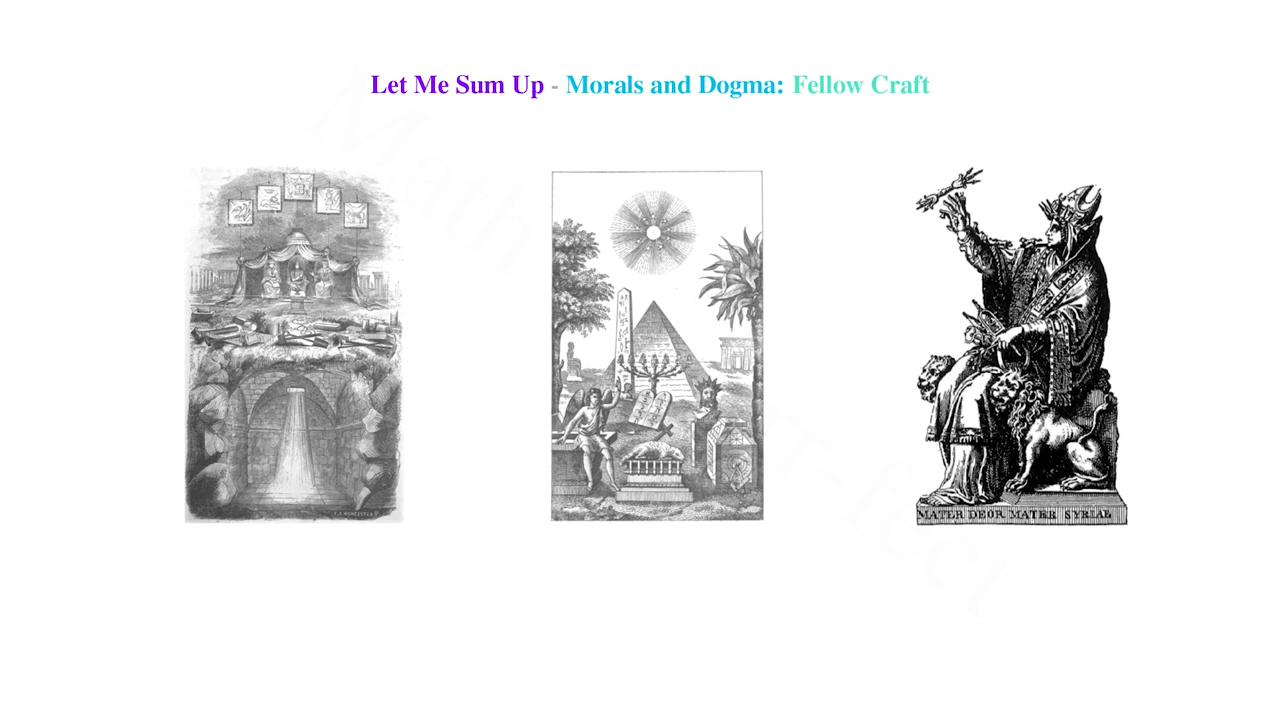 Let Me Sum Up - Morals and Dogma: Fellow Craft
MATER DEOR MATER SYRIAE